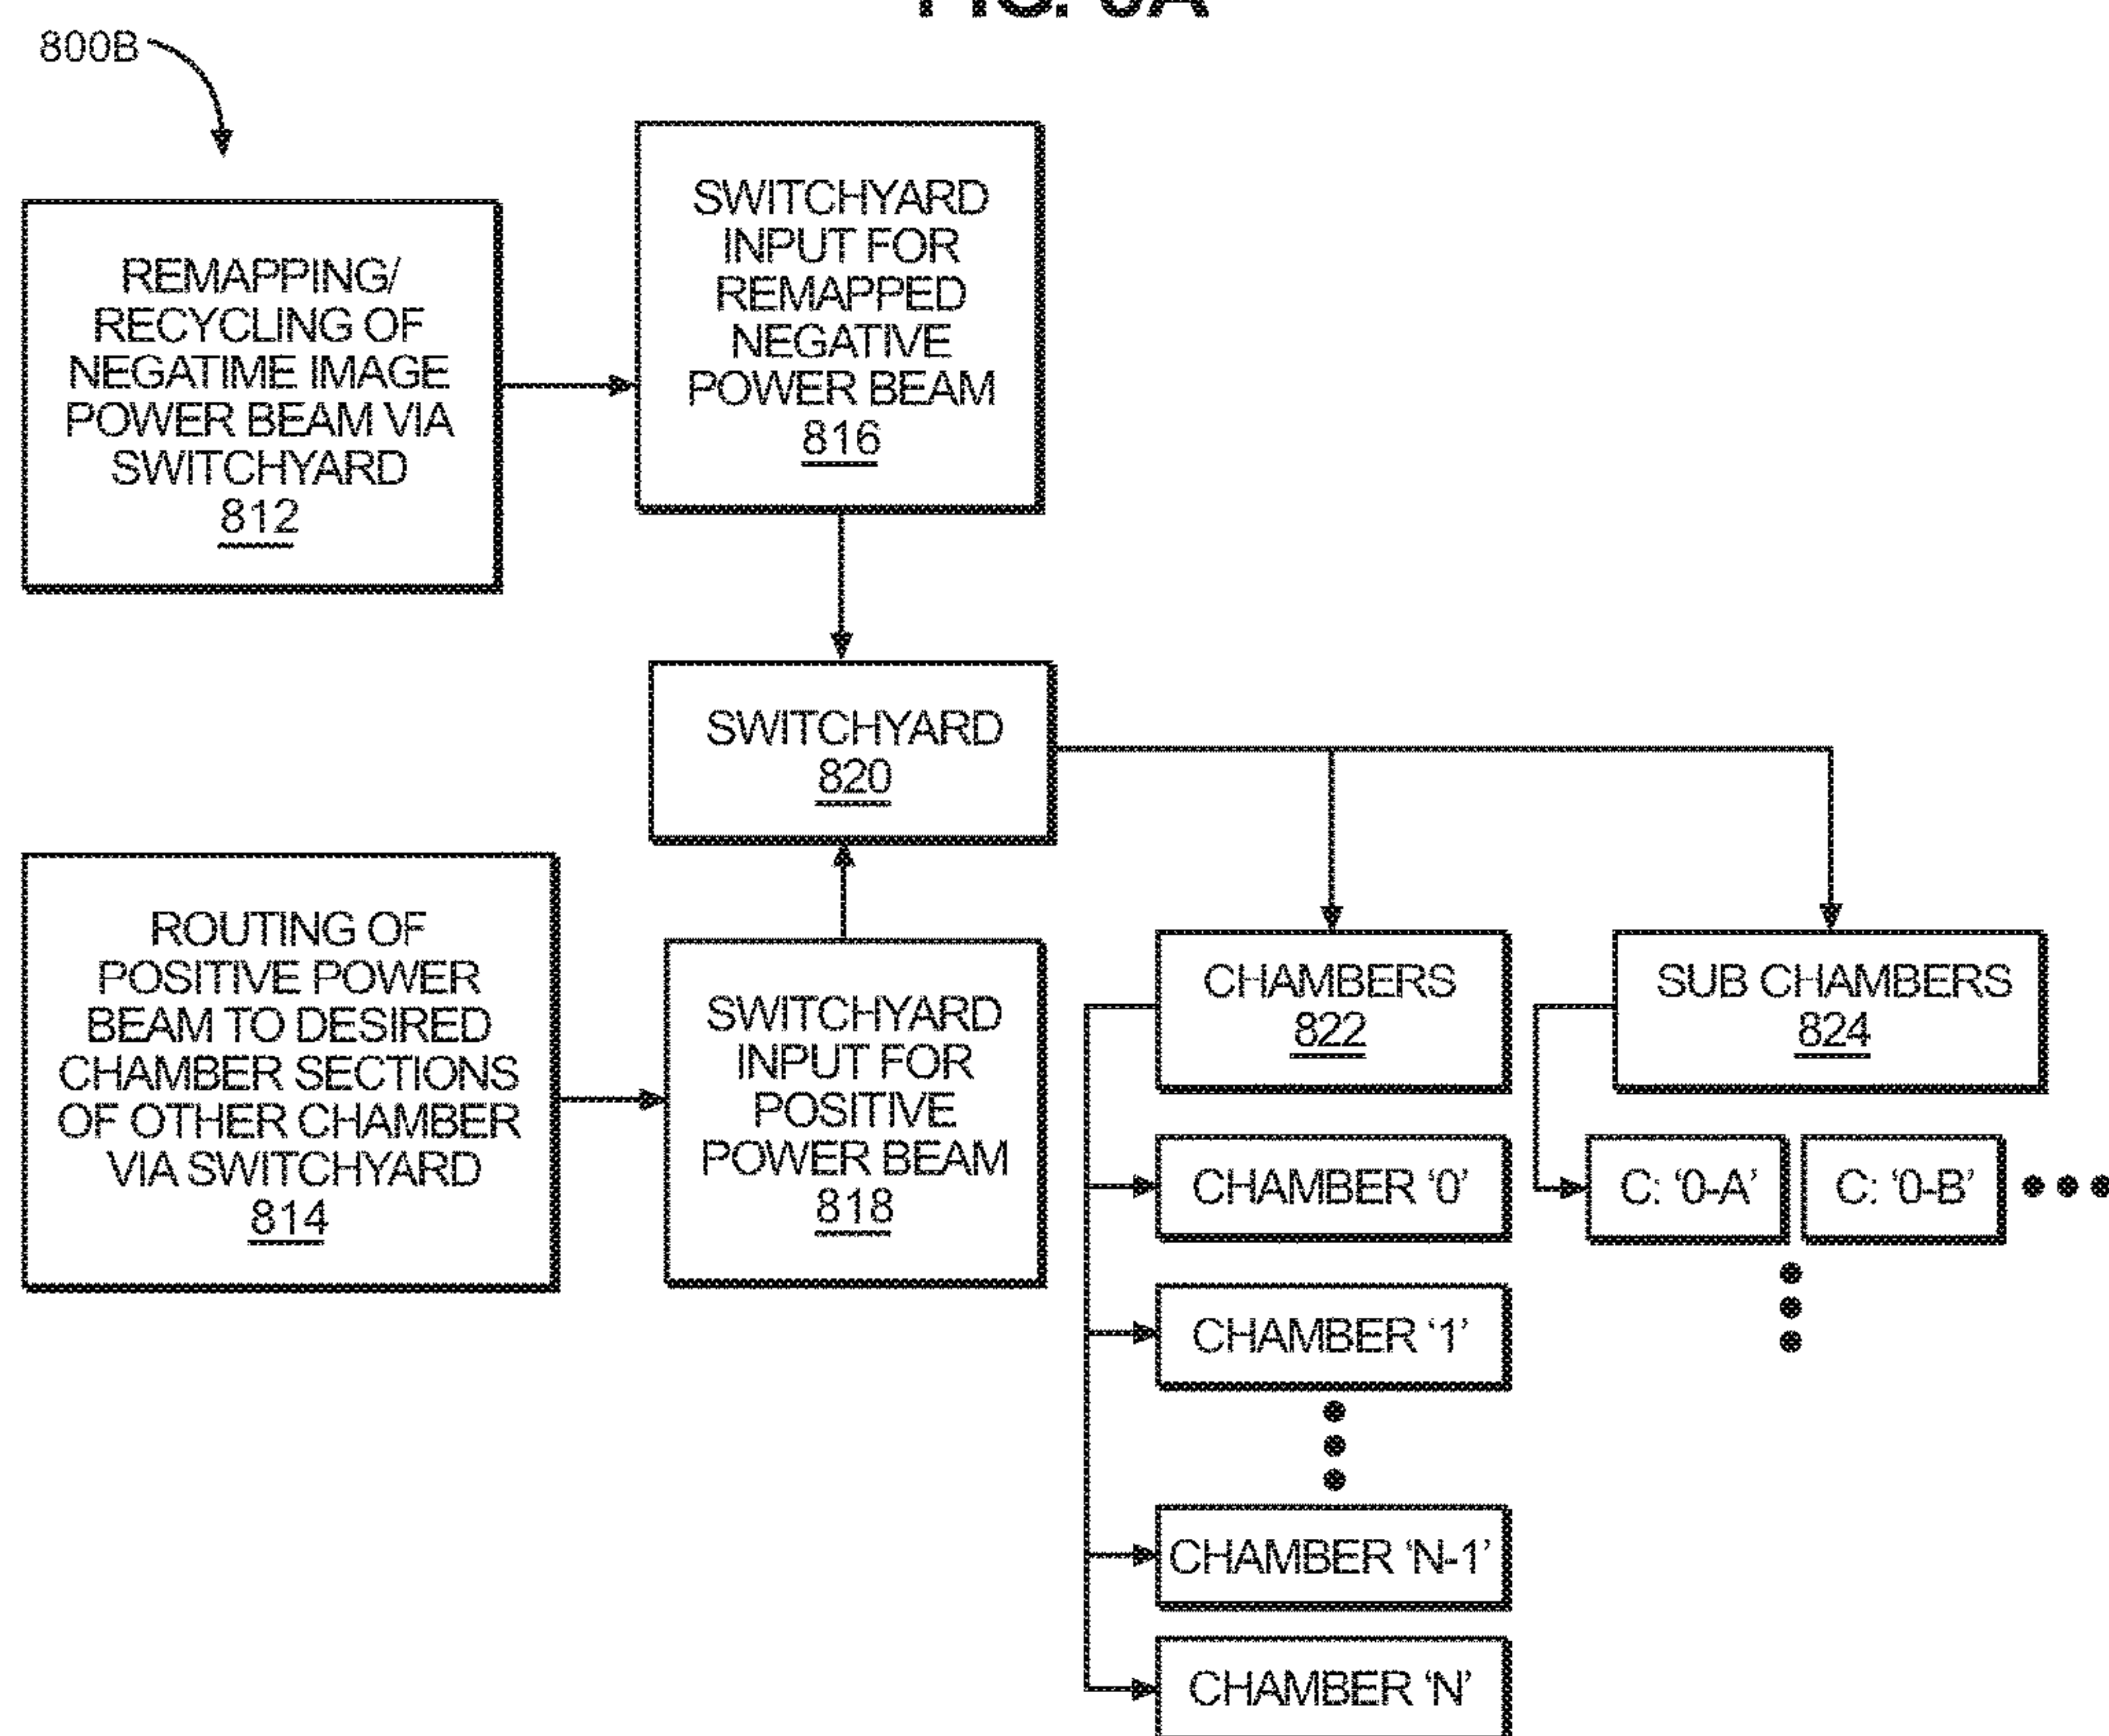 800B
REMAPPING/
RECYCLING OF
NEGATIME IMAGE
POWER BEAM VIA
SWITCHYARD
812
SWITCHYARD
INPUT FOR
REMAPPED
NEGATIVE
POWER BEAM
816
SWITCHYARD
820
ROUTING OF
POSITIVE POWER
BEAM TO DESIRED
CHAMBER SECTIONS
OF OTHER CHAMBER
VIA SWITCHYARD
814
SWITCHYARD
INPUT FOR
POSITIVE
POWER BEAM
818
CHAMBERS
822
CHAMBER ‘0’
CHAMBER ‘1’
CHAMBER ‘N-1’
CHAMBER ‘N’
SUB CHAMBERS
824
C: ‘0-A’
C: ‘0-B’